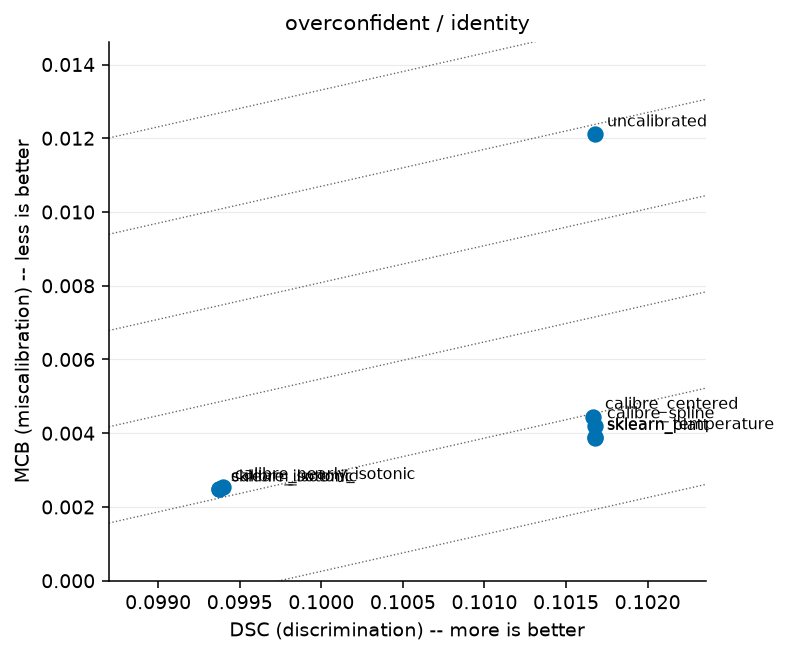 overconfident / identity
MCB (miscalibration) -- less is better
0.014
0.012
0.010
0.008
0.006
0.004
0.002
0.000
uncalibrated
calibre_centered
calibre_spline
sklearn_temperature
calibre_nearly_isotonic
0.0990 0.0995 0.1000 0.1005 0.1010 0.1015 0.1020
DSC (discrimination) -- more is better